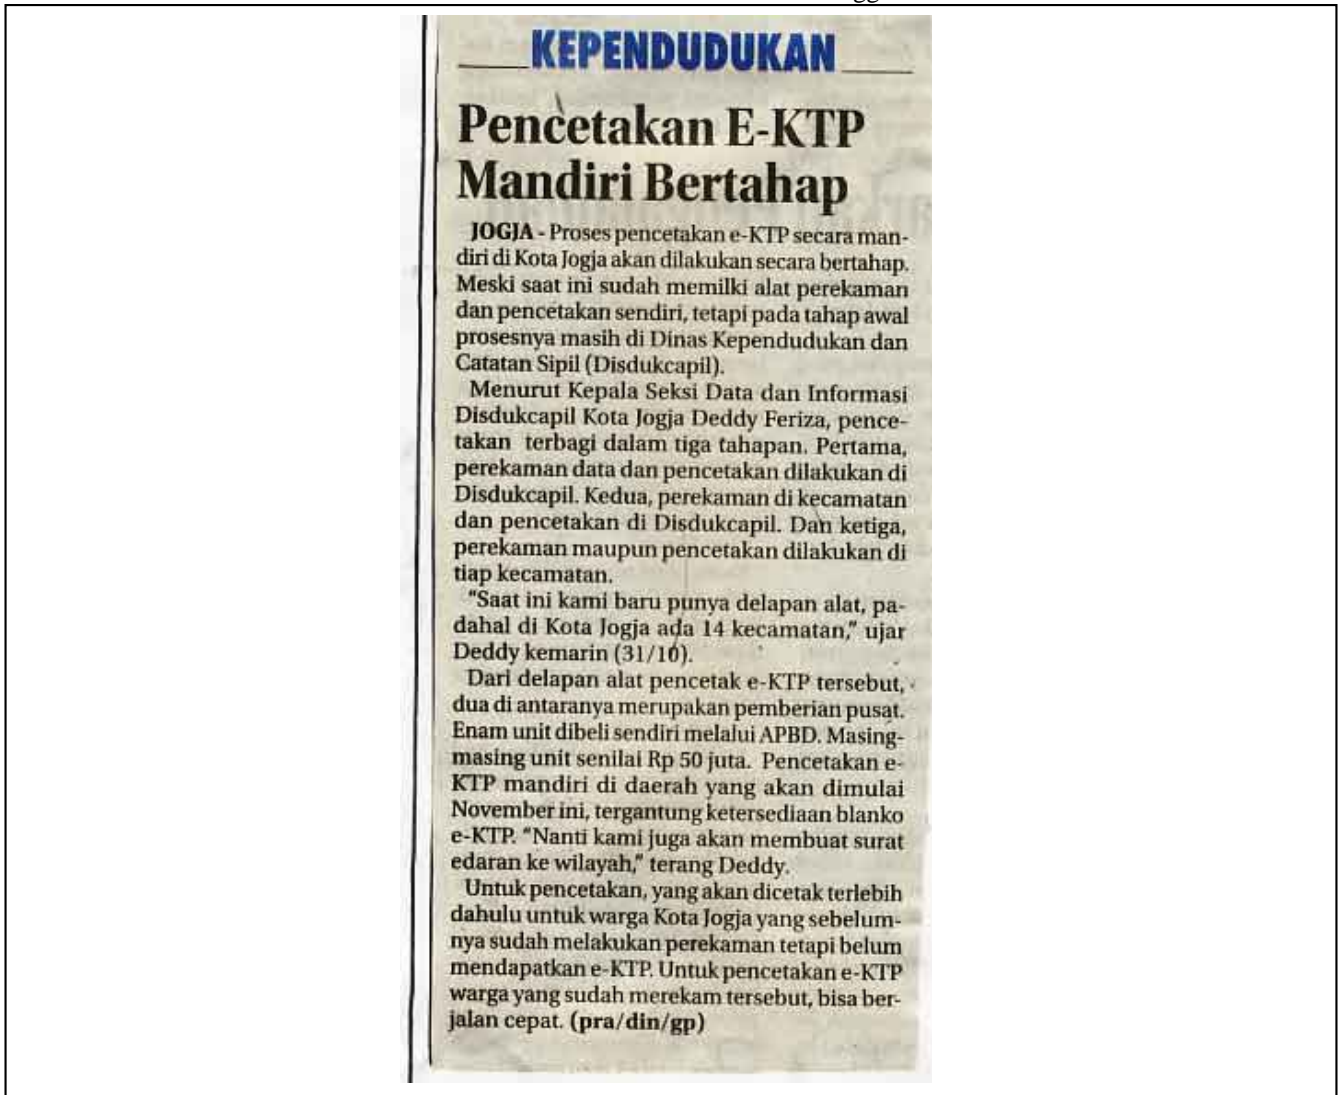 KEPENDUDUKAN
Pencetakan E-KTP
Mandiri Bertahap
JOGJA - Proses pencetakan e-KTP secara man-
diri di Kota Jogja akan dilakukan secara bertahap.
Meski saat ini sudah memilki alat perekaman
dan pencetakan sendiri, tetapi pada tahap awal
prosesnya masih di Dinas Kependudukan dan
Catatan Sipil (Disdukcapil).
Menurut Kepala Seksi Data dan Informasi
Disdukcapil Kota Jogja Deddy Feriza, pence-
takan terbagi dalam tiga tahapan. Pertama,
perekaman data dan pencetakan dilakukan di
Disdukcapil. Kedua, perekaman di kecamatan
dan pencetakan di Disdukcapil. Dan ketiga,
perekaman maupun pencetakan dilakukan di
tiap kecamatan.
"Saat ini kami baru punya delapan alat, pa-
dahal di Kota Jogja ada 14 kecamatan," ujar
Deddy kemarin (31/10).
Dari delapan alat pencetak e-KTP tersebut,
dua di antaranya merupakan pemberian pusat.
Enam unit dibeli sendiri melalui APBD. Masing-
masing unit senilai Rp 50 juta. Pencetakan e-
KTP mandiri di daerah yang akan dimulai
November ini, tergantung ketersediaan blanko
e-KTP. "Nanti kami juga akan membuat surat
edaran ke wilayah," terang Deddy.
Untuk pencetakan, yang akan dicetak terlebih
dahulu untuk warga Kota Jogja yang sebelum-
nya sudah melakukan perekaman tetapi belum
mendapatkan e-KTP. Untuk pencetakan e-KTP
warga yang sudah merekam tersebut, bisa ber-
jalan cepat. (pra/din/gp)